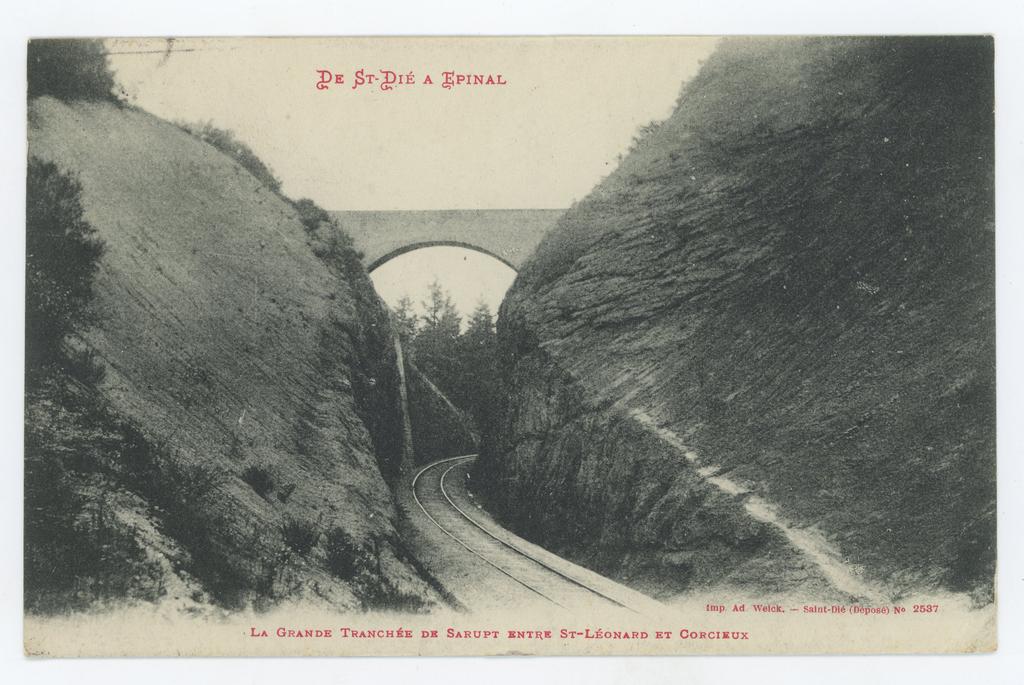 De St-Dié a Epinal
Imp. Ad. Weick. — Saint-Dié (Déposé) No 2537
La Grande Tranchée de Sarupt entre St-Léonard et Corcieux